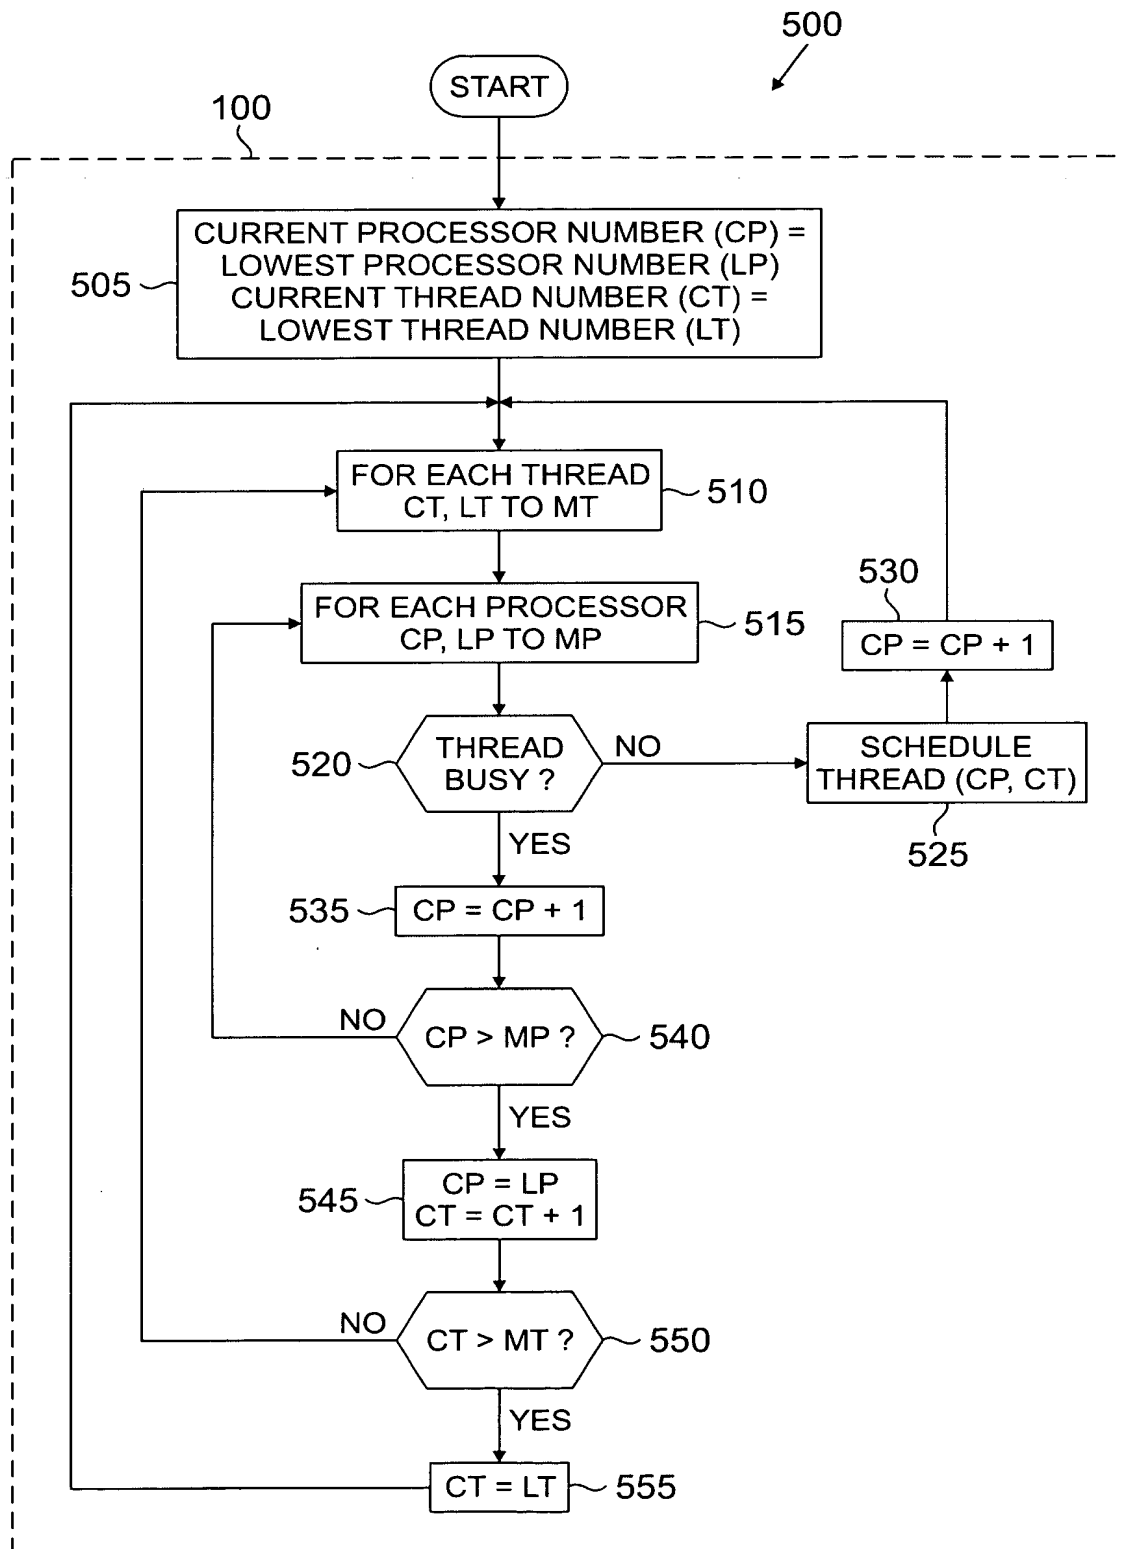 500
START
100
CURRENT PROCESSOR NUMBER (CP) =
LOWEST PROCESSOR NUMBER (LP)
CURRENT THREAD NUMBER (CT) =
LOWEST THREAD NUMBER (LT)
505
FOR EACH THREAD
CT, LT TO MT
510
FOR EACH PROCESSOR
CP, LP TO MP
515
530
CP = CP + 1
THREAD
BUSY ?
520
NO
SCHEDULE
THREAD (CP, CT)
525
YES
535
CP = CP + 1
NO
CP > MP ?
540
YES
545
CP = LP
CT = CT + 1
NO
CT > MT ?
550
YES
CT = LT
555